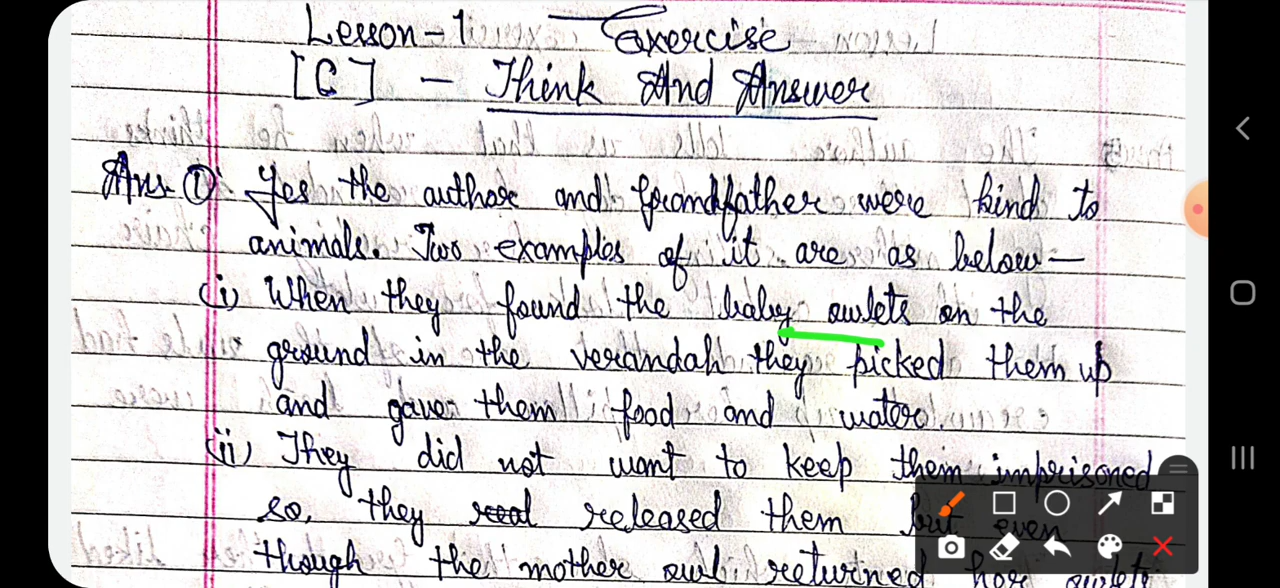 Lesson-1 Exercise
[C] - Think And Answer
Ans-① Yes the author and Grandfather were kind to
animals. Two examples of it are as below-
(i) When they found the baby owlets on the
ground in the verandah they picked them up
and gave them food and water.
(ii) They did not want to keep them imprisoned
so, they released them but even
though the mother owl returned her owlets